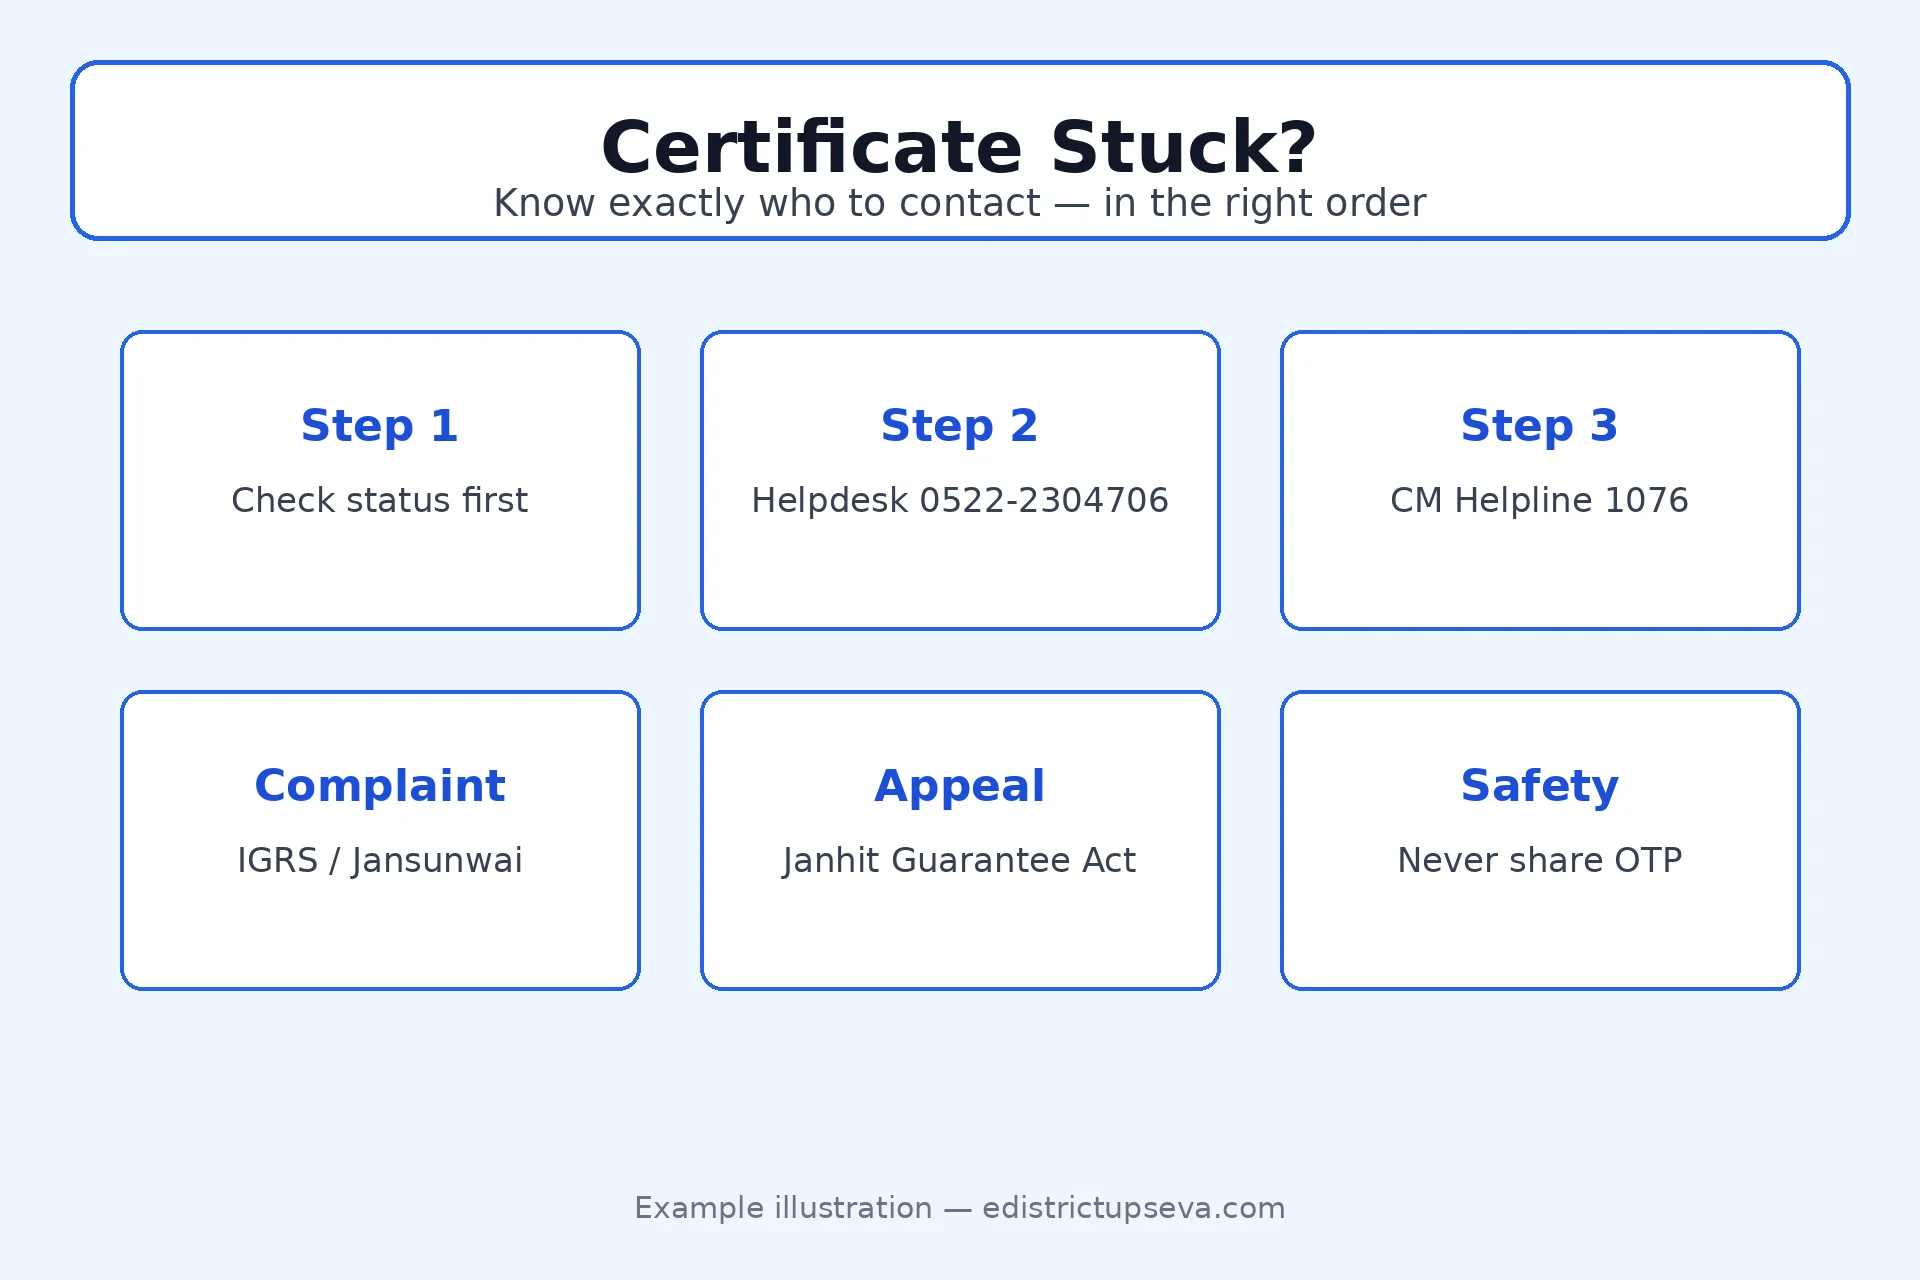 Certificate Stuck?
Know exactly who to contact — in the right order
Step 1
Check status first
Step 2
Helpdesk 0522-2304706
Step 3
CM Helpline 1076
Complaint
IGRS / Jansunwai
Appeal
Janhit Guarantee Act
Safety
Never share OTP
Example illustration — edistrictupseva.com